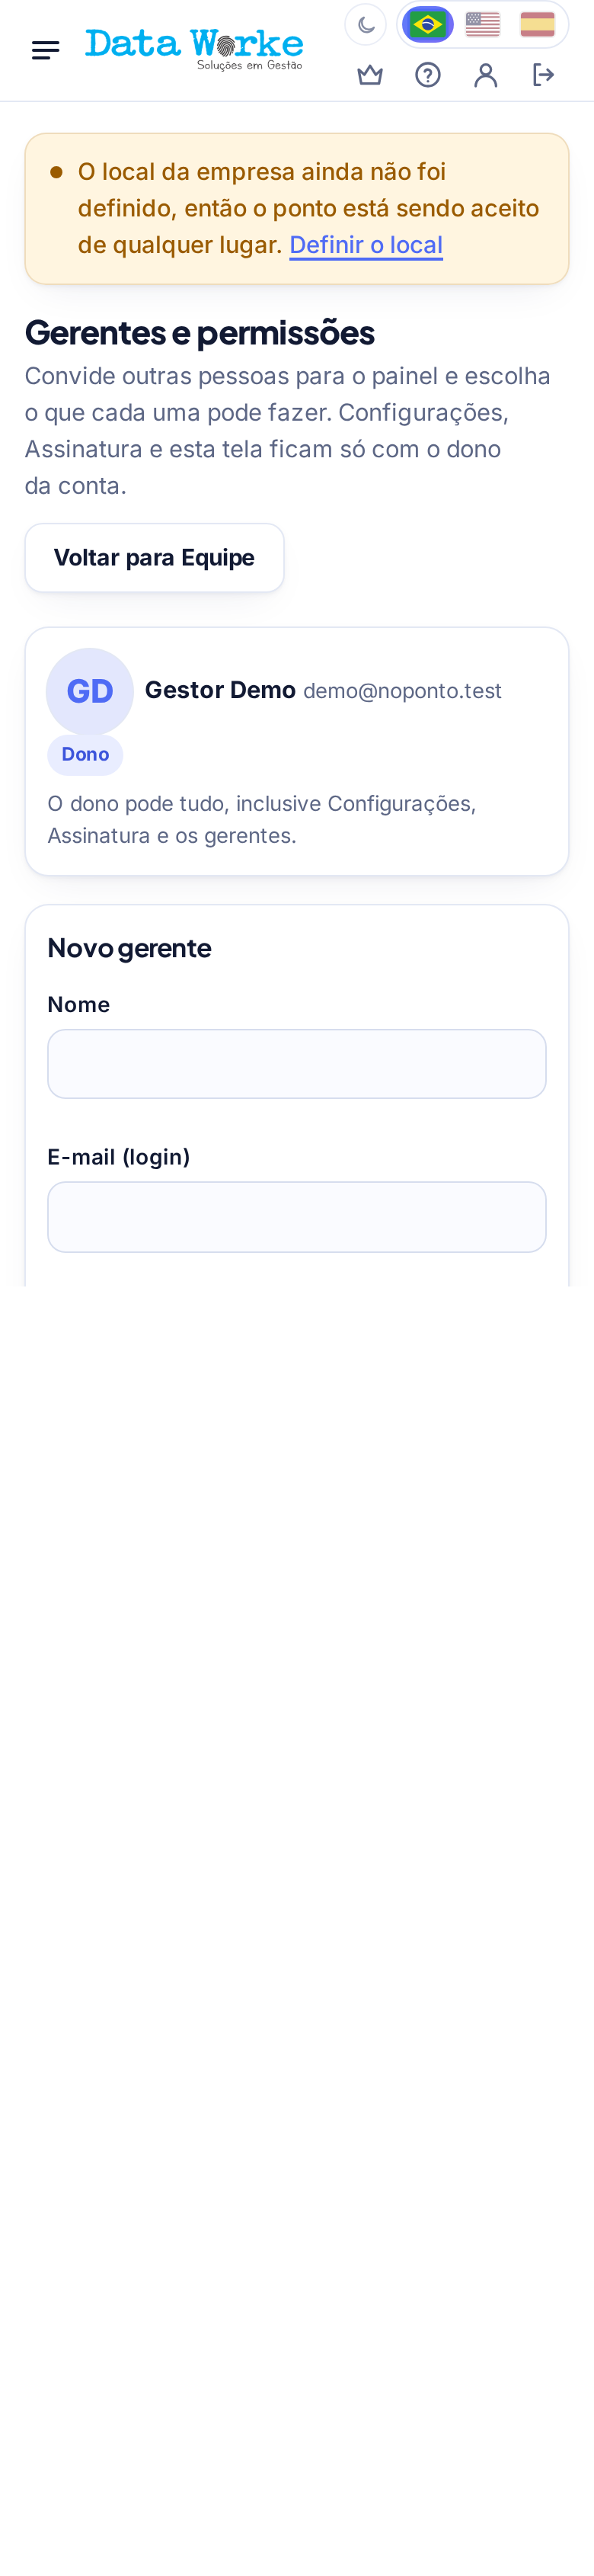 Data Worke
Soluções em Gestão
O local da empresa ainda não foi
definido, então o ponto está sendo aceito
de qualquer lugar. Definir o local
Gerentes e permissões
Convide outras pessoas para o painel e escolha
o que cada uma pode fazer. Configurações,
Assinatura e esta tela ficam só com o dono
da conta.
Voltar para Equipe
GD Gestor Demo demo@noponto.test
Dono
O dono pode tudo, inclusive Configurações,
Assinatura e os gerentes.
Novo gerente
Nome
E-mail (login)